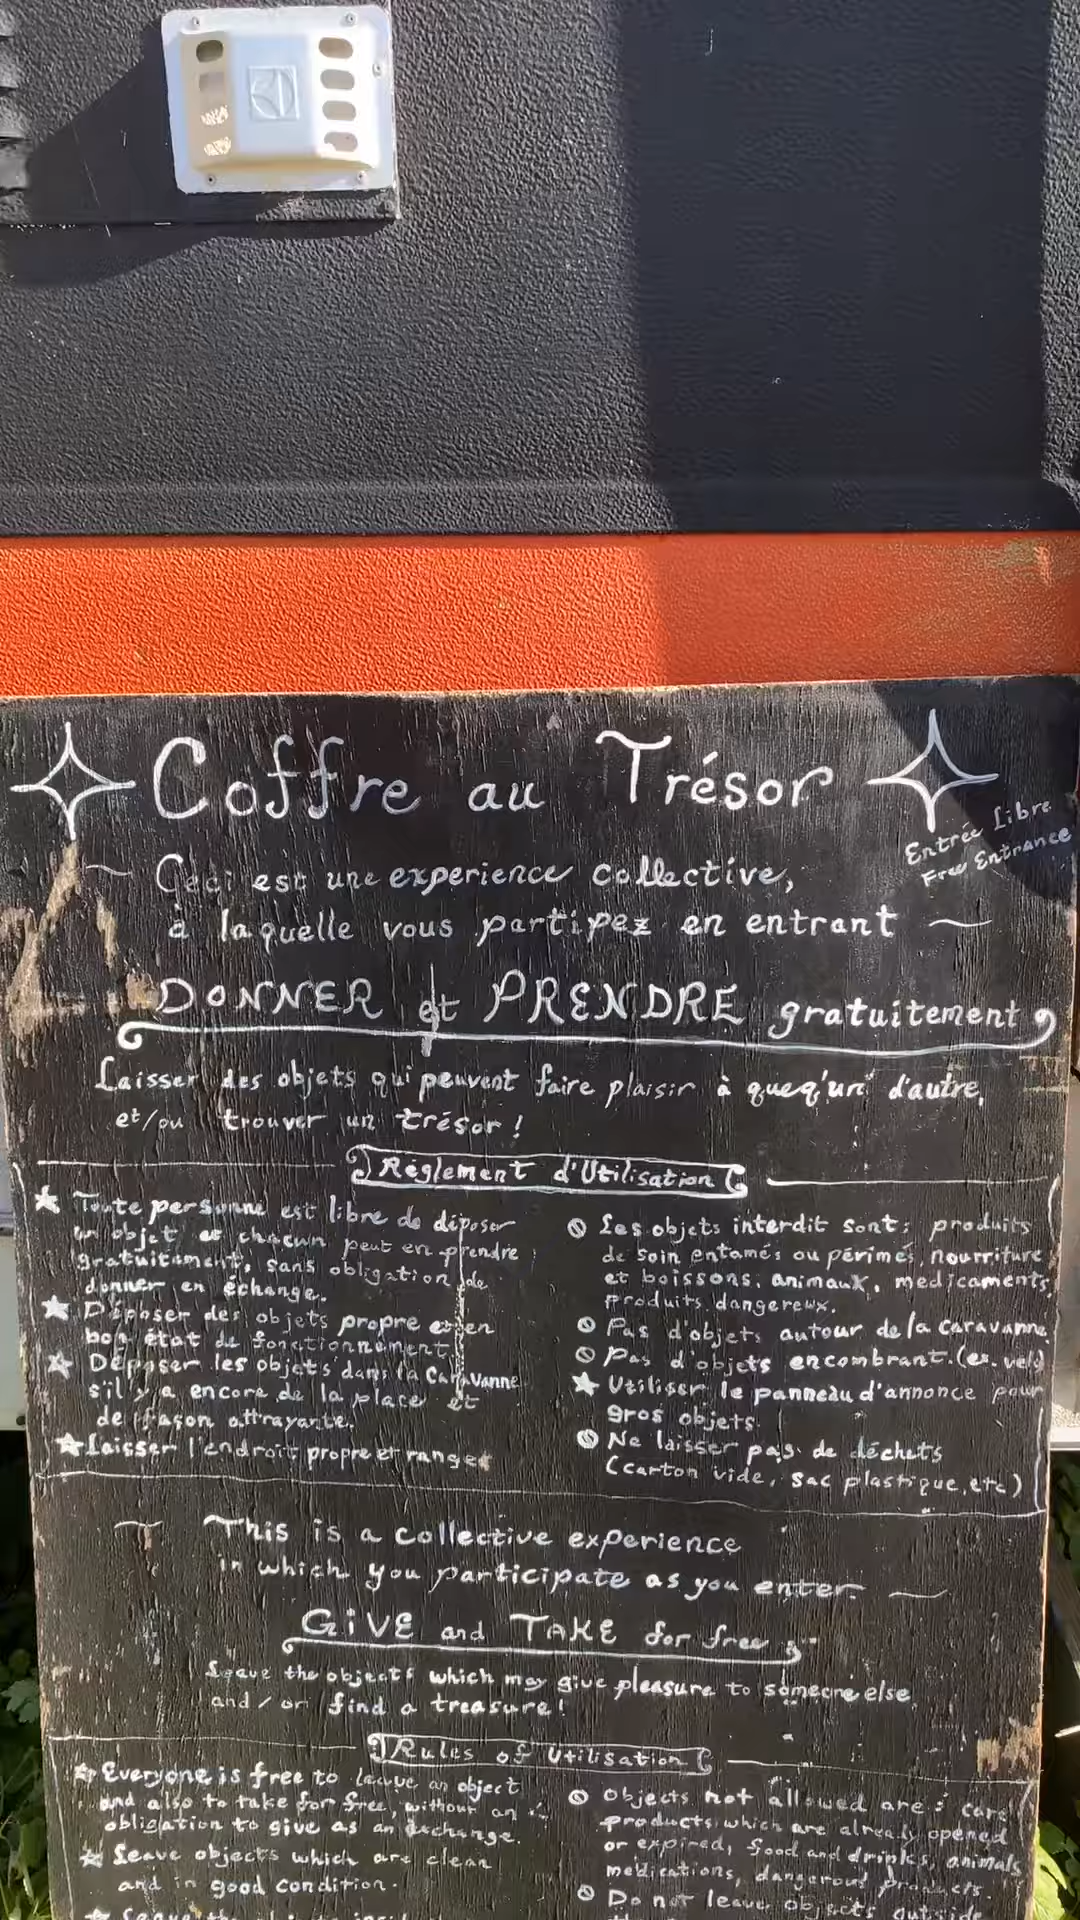 Coffre au Trésor
Entrée Libre
Free Entrance
Ceci est une experience collective,
à laquelle vous partipez en entrant
DONNER et PRENDRE gratuitement
Laisser des objets qui peuvent faire plaisir à queq'un d'autre,
et/ou trouver un trésor!
Réglement d'Utilisation
Toute personne est libre de déposer
un objet et chacun peut en prendre
gratuitement, sans obligation de
donner en échange.
Déposer des objets propre et en
bon état de fonctionnement
Déposer les objets dans la Caravanne
s'il y a encore de la place et
de façon attrayante.
Laisser l'endroit propre et ranger
Les objets interdit sont: produits
de soin entamés ou périmés, nourriture
et boissons, animaux, medicaments,
produits dangereux.
Pas d'objets autour de la caravanne
Pas d'objets encombrant. (ex. velo)
Utiliser le panneau d'annonce pour
gros objets.
Ne laisser pas de déchets
(carton vide, sac plastique, etc)
This is a collective experience
in which you participate as you enter.
GIVE and TAKE for free
Leave the objects which may give pleasure to someone else
and/or find a treasure!
Rules of Utilisation
Everyone is free to leave an object
and also to take for free, without an
obligation to give as an exchange.
Leave objects which are clean
and in good condition.
Objects not allowed are: care
products which are already opened
or expired, food and drinks, animals
medications, dangerous products.
Do not leave objects outside